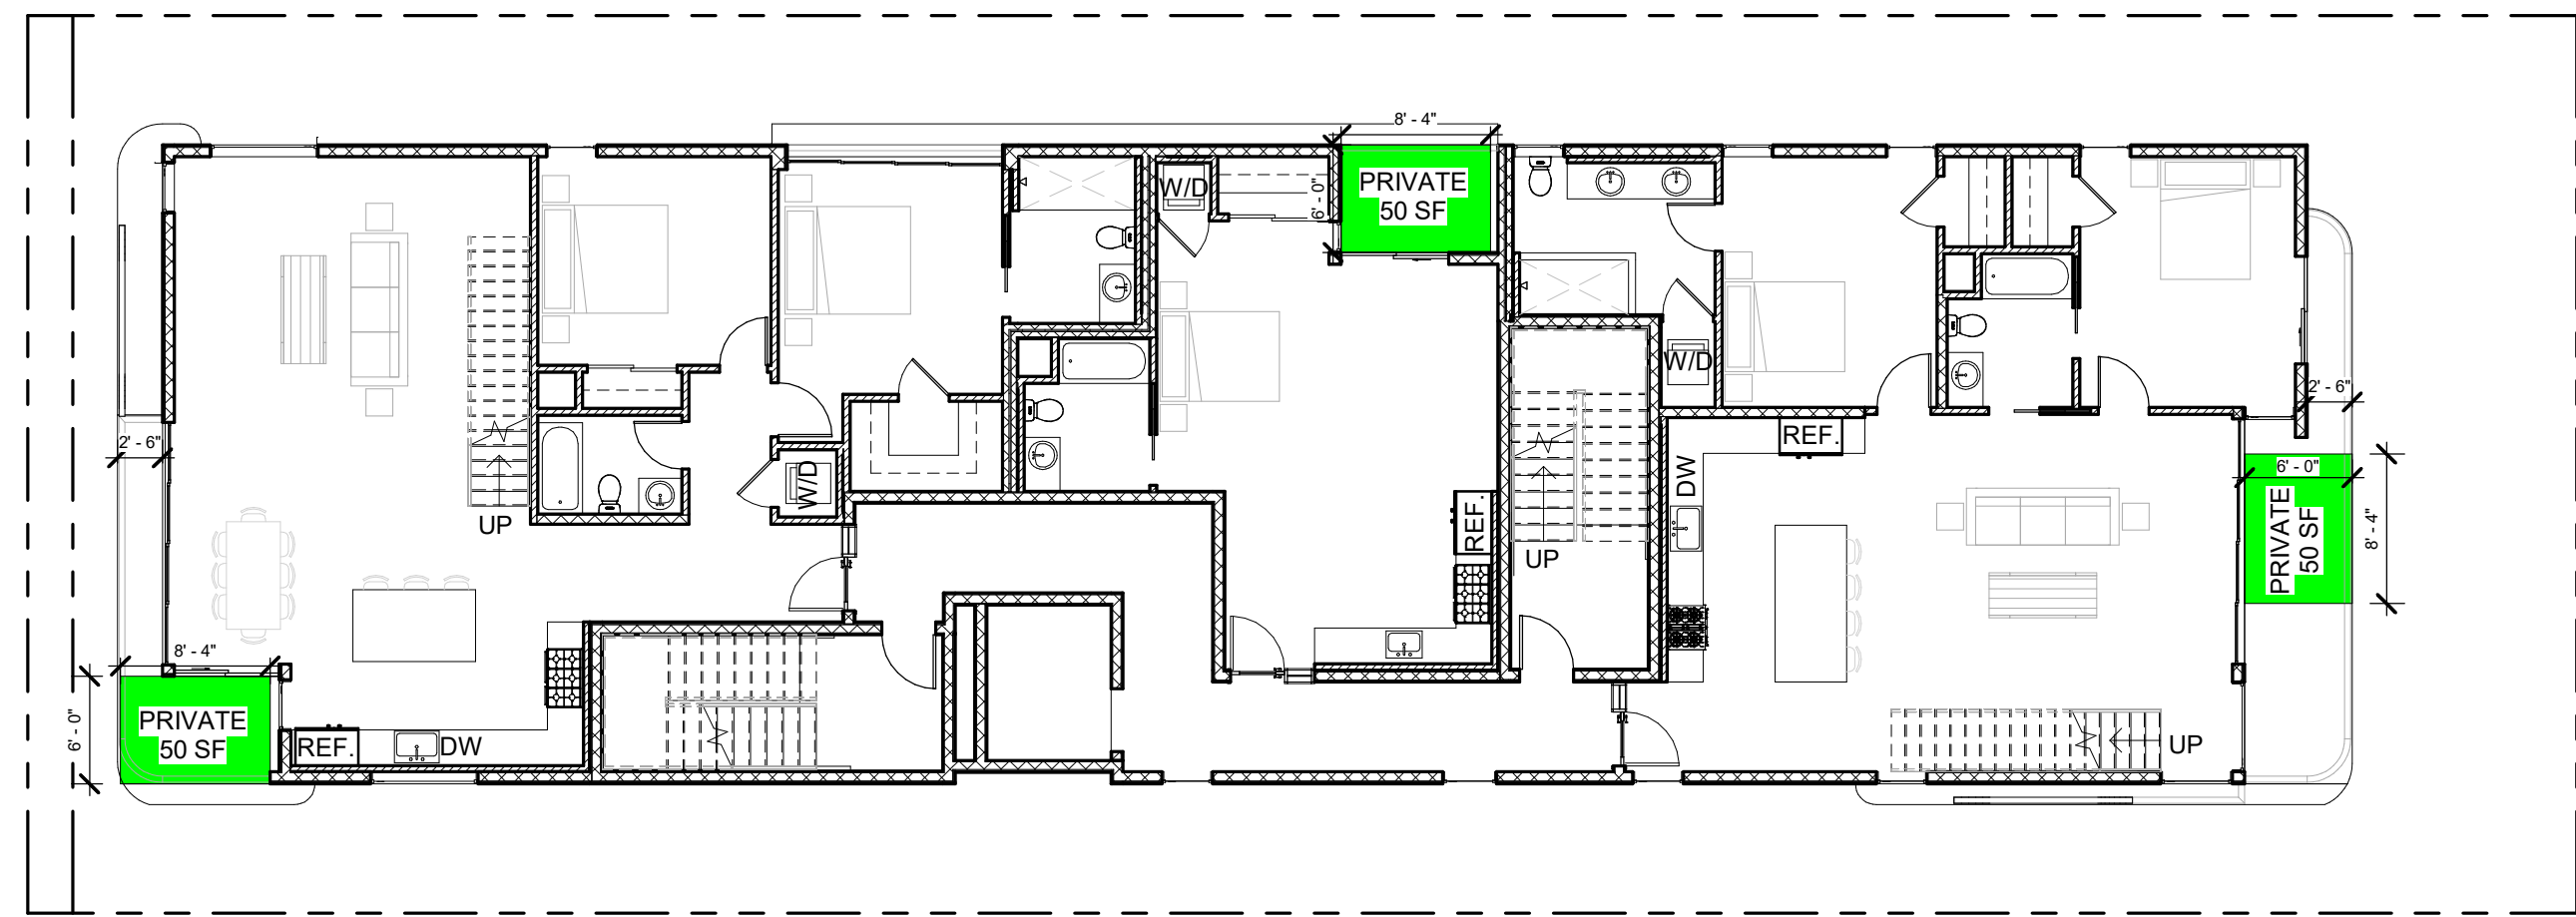 8' - 4"
W/D
6' - 0"
PRIVATE
50 SF
W/D
2' - 6"
2' - 6"
REF.
6' - 0"
W/D
DW
REF.
UP
UP
PRIVATE
50 SF
8' - 4"
8' - 4"
6' - 0"
PRIVATE
50 SF
REF.
DW
UP